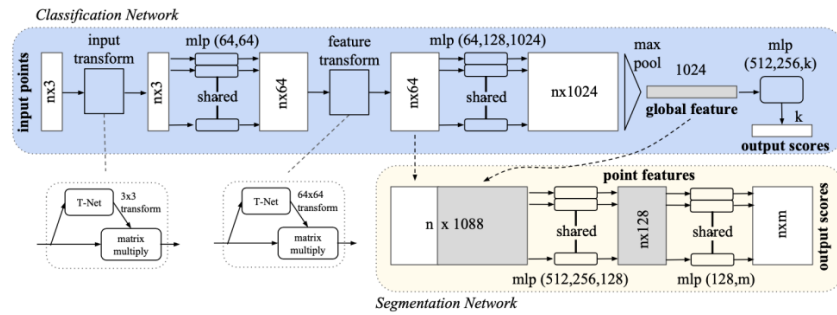 Classification Network
input points
nx3
input
transform
nx3
mlp (64,64)
shared
nx64
feature
transform
nx64
mlp (64,128,1024)
shared
nx1024
max
pool
1024
global feature
mlp
(512,256,k)
k
output scores
T-Net
3x3
transform
matrix
multiply
T-Net
64x64
transform
matrix
multiply
point features
n x 1088
shared
mlp (512,256,128)
nx128
shared
mlp (128,m)
nxm
output scores
Segmentation Network